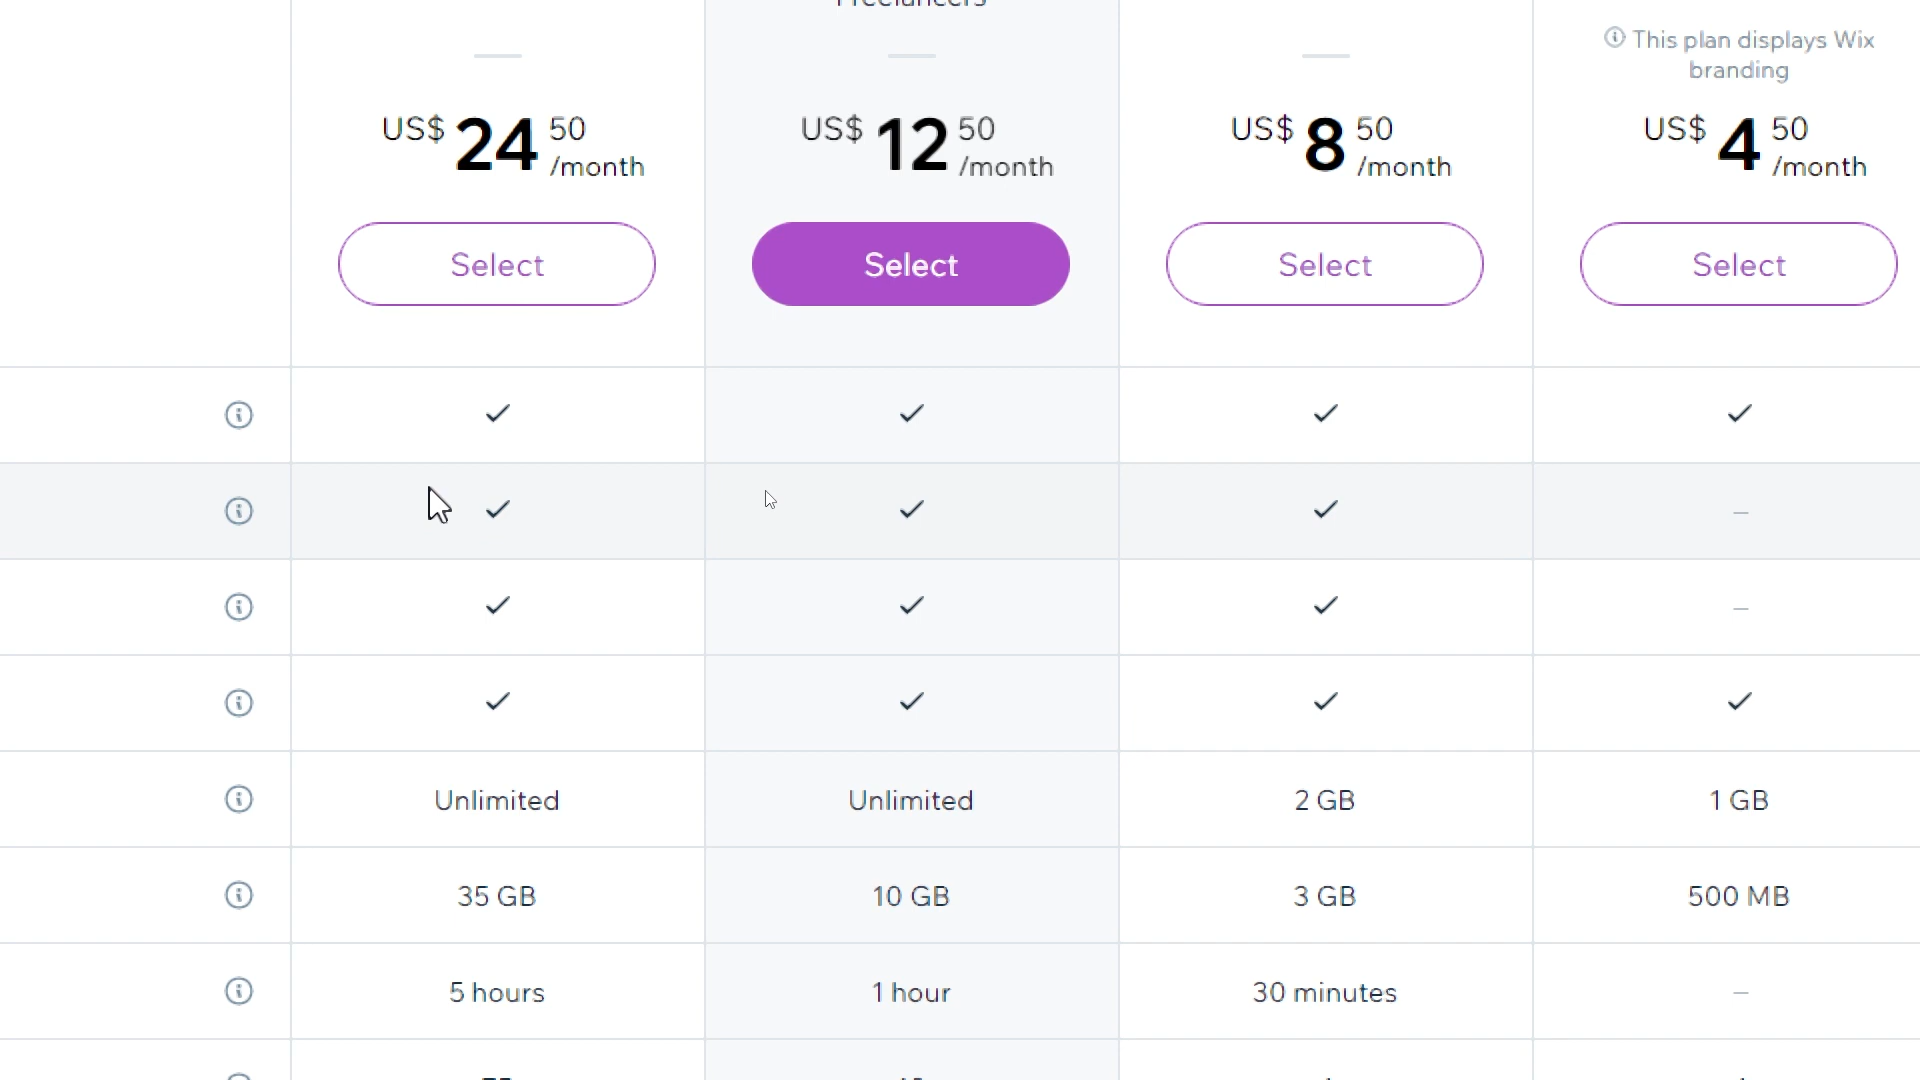 Freelancers
This plan displays Wix
branding
US$ 24 50 /month
US$ 12 50 /month
US$ 8 50 /month
US$ 4 50 /month
Select Select Select Select
Unlimited Unlimited 2 GB 1 GB
35 GB 10 GB 3 GB 500 MB
5 hours 1 hour 30 minutes –